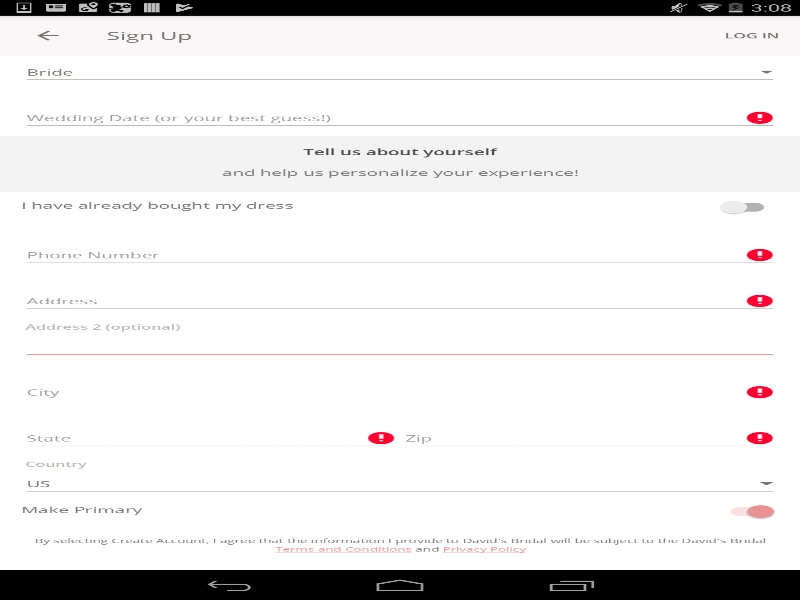 3:08
Sign Up
LOG IN
Bride
Wedding Date (or your best guess!)
Tell us about yourself
and help us personalize your experience!
I have already bought my dress
Phone Number
Address
Address 2 (optional)
City
State
Zip
Country
US
Make Primary
By selecting Create Account, I agree that the information I provide to David's Bridal will be subject to the David's Bridal
Terms and Conditions and Privacy Policy